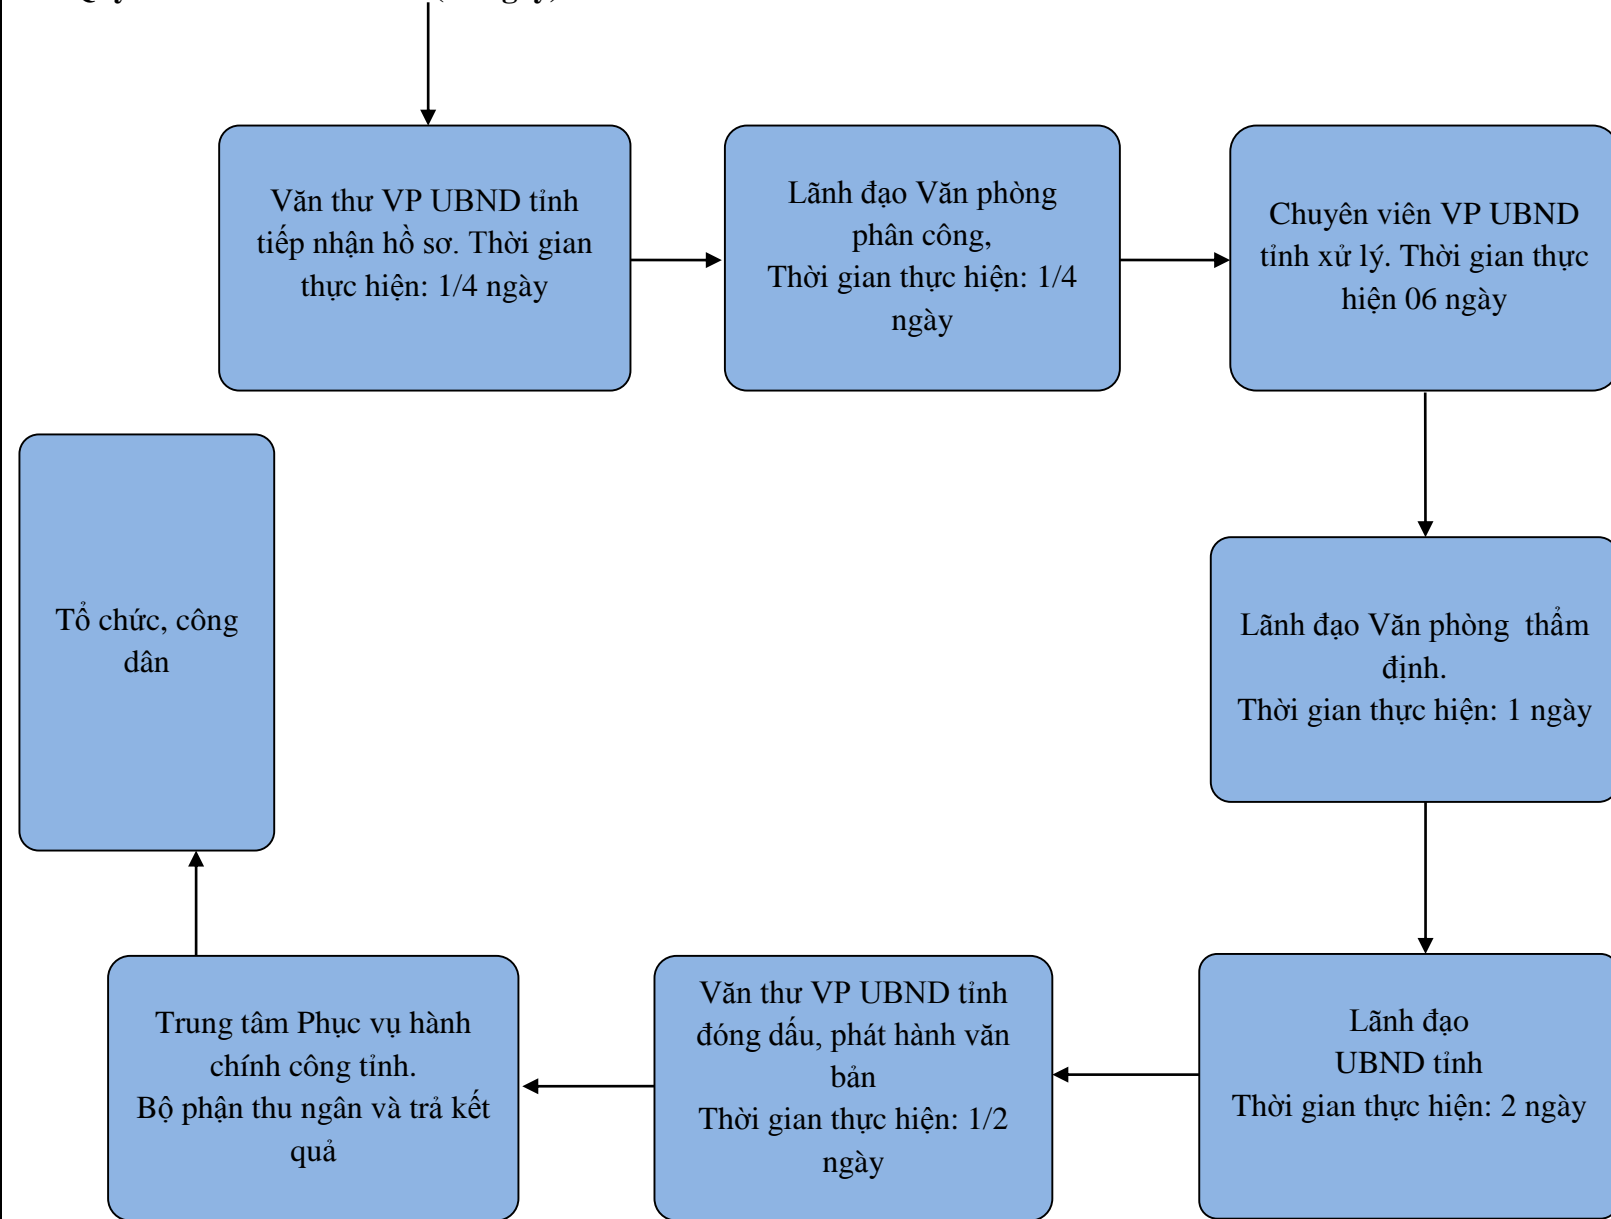 Văn thư VP UBND tỉnh
tiếp nhận hồ sơ. Thời gian
thực hiện: 1/4 ngày
Lãnh đạo Văn phòng
phân công,
Thời gian thực hiện: 1/4
ngày
Chuyên viên VP UBND
tỉnh xử lý. Thời gian thực
hiện 06 ngày
Tổ chức, công
dân
Lãnh đạo Văn phòng thẩm
định.
Thời gian thực hiện: 1 ngày
Trung tâm Phục vụ hành
chính công tỉnh.
Bộ phận thu ngân và trả kết
quả
Văn thư VP UBND tỉnh
đóng dấu, phát hành văn
bản
Thời gian thực hiện: 1/2
ngày
Lãnh đạo
UBND tỉnh
Thời gian thực hiện: 2 ngày